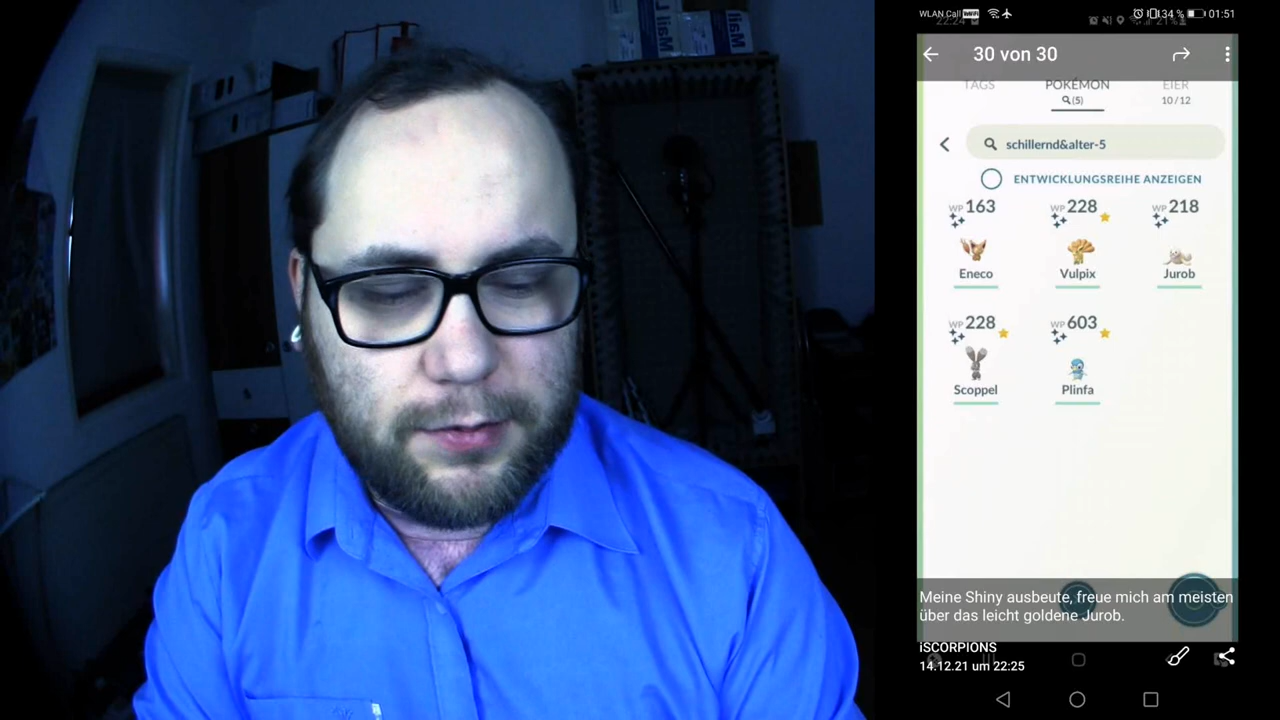 Mali
Mali
WLAN Call
34 %
01:51
30 von 30
TAGS
POKÉMON
EIER
(5)
10 / 12
schillernd&alter-5
ENTWICKLUNGSREIHE ANZEIGEN
WP 163
WP 228
WP 218
Eneco
Vulpix
Jurob
WP 228
WP 603
Scoppel
Plinfa
Meine Shiny ausbeute, freue mich am meisten
über das leicht goldene Jurob.
iSCORPIONS
14.12.21 um 22:25